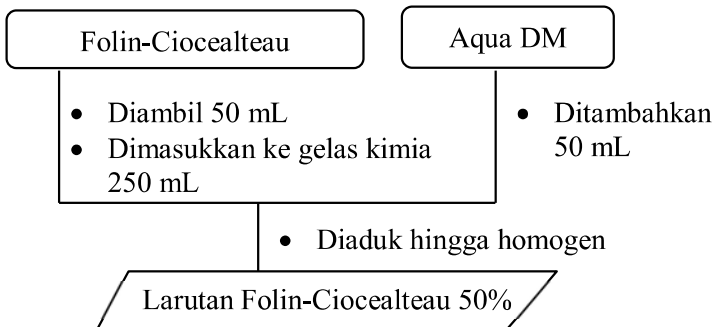 Folin-Ciocealteau
Aqua DM
• Diambil 50 mL
• Dimasukkan ke gelas kimia
250 mL
• Ditambahkan
50 mL
• Diaduk hingga homogen
Larutan Folin-Ciocealteau 50%